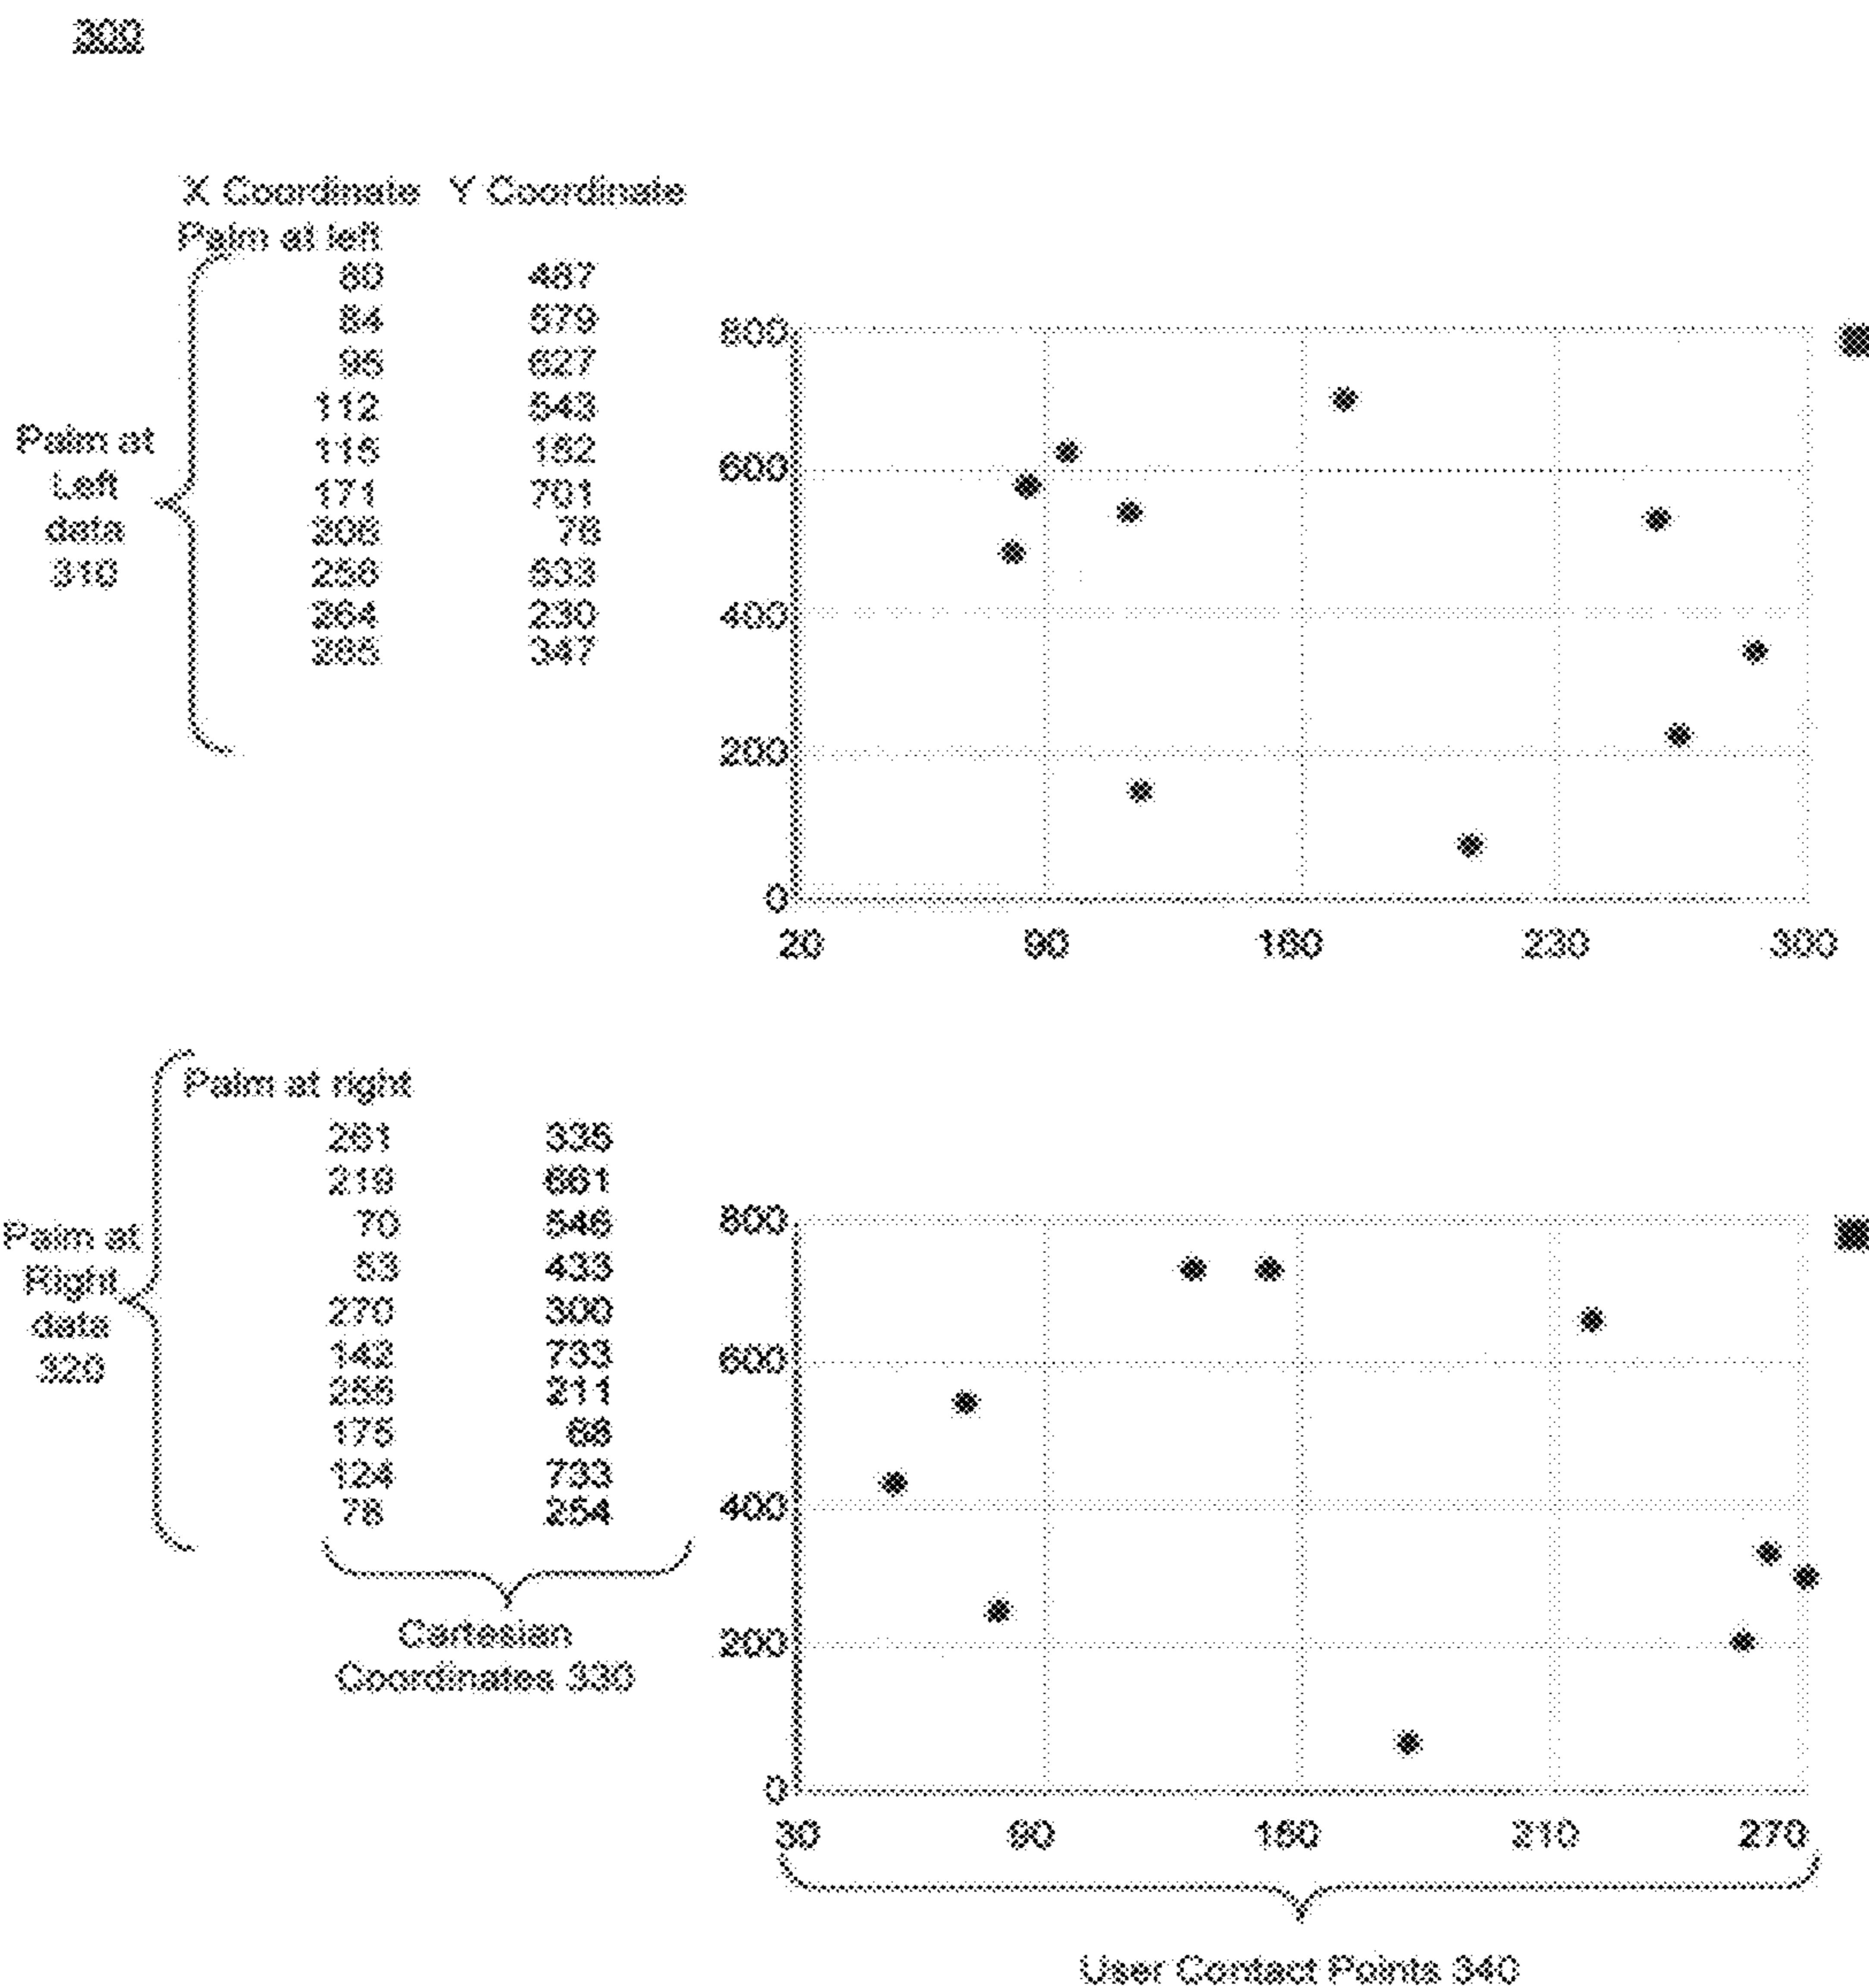 300
X Coordinate Y Coordinate
Palm at left
80 487
84 579
95 627
112 543
115 152
171 701
206 78
258 533
264 230
285 347
Palm at
Left
data
310
800
600
400
200
0
20 90 160 230 300
Palm at right
261 335
219 661
70 546
53 433
270 300
142 733
255 211
175 68
124 733
78 254
Palm at
Right
data
320
Cartesian
Coordinates 330
800
600
400
200
0
30 90 150 210 270
User Contact Points 340